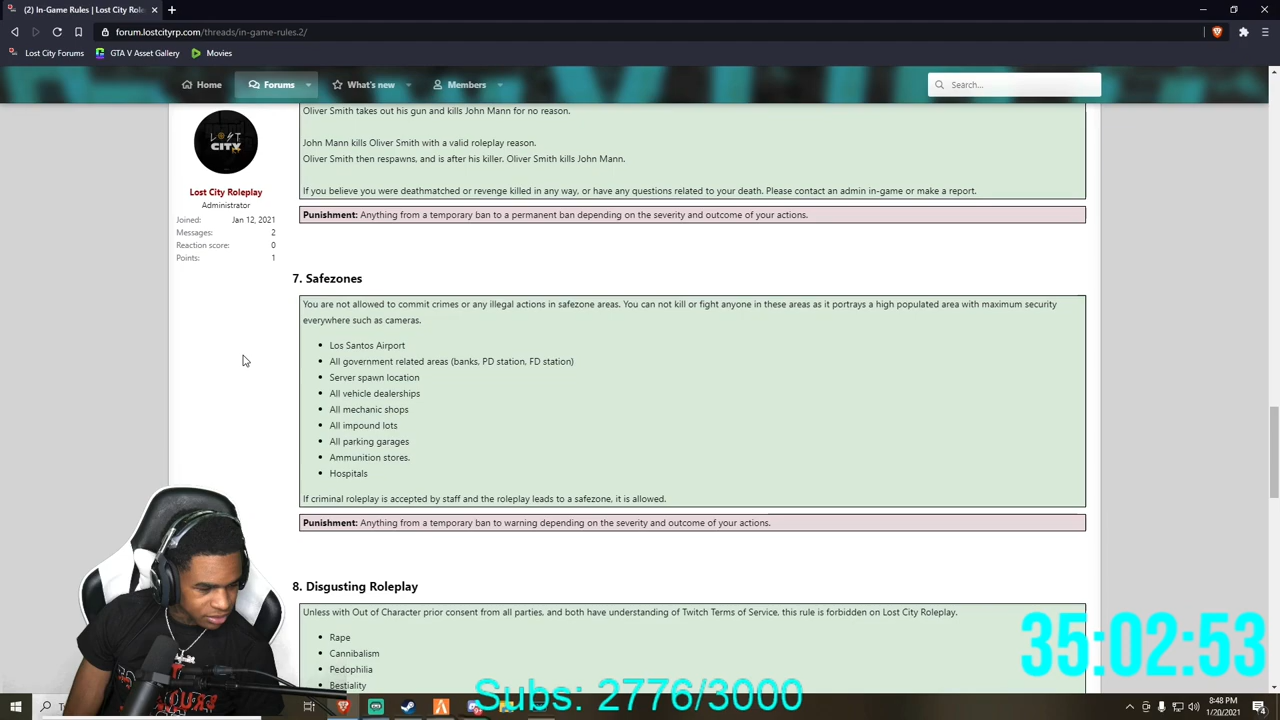 (2) In-Game Rules | Lost City Role
forum.lostcityrp.com/threads/in-game-rules.2/
Lost City Forums GTA V Asset Gallery Movies
Home Forums What's new Members Search...
Oliver Smith takes out his gun and kills John Mann for no reason.
John Mann kills Oliver Smith with a valid roleplay reason.
Oliver Smith then respawns, and is after his killer. Oliver Smith kills John Mann.
If you believe you were deathmatched or revenge killed in any way, or have any questions related to your death. Please contact an admin in-game or make a report.
Punishment: Anything from a temporary ban to a permanent ban depending on the severity and outcome of your actions.
LOST
CITY
Lost City Roleplay
Administrator
Joined: Jan 12, 2021
Messages: 2
Reaction score: 0
Points: 1
7. Safezones
You are not allowed to commit crimes or any illegal actions in safezone areas. You can not kill or fight anyone in these areas as it portrays a high populated area with maximum security
everywhere such as cameras.
Los Santos Airport
All government related areas (banks, PD station, FD station)
Server spawn location
All vehicle dealerships
All mechanic shops
All impound lots
All parking garages
Ammunition stores.
Hospitals
If criminal roleplay is accepted by staff and the roleplay leads to a safezone, it is allowed.
Punishment: Anything from a temporary ban to warning depending on the severity and outcome of your actions.
8. Disgusting Roleplay
Unless with Out of Character prior consent from all parties, and both have understanding of Twitch Terms of Service, this rule is forbidden on Lost City Roleplay.
Rape
Cannibalism
Pedophilia
Bestiality
35:02:53
Subs: 2776/3000
8:48 PM
1/20/2021